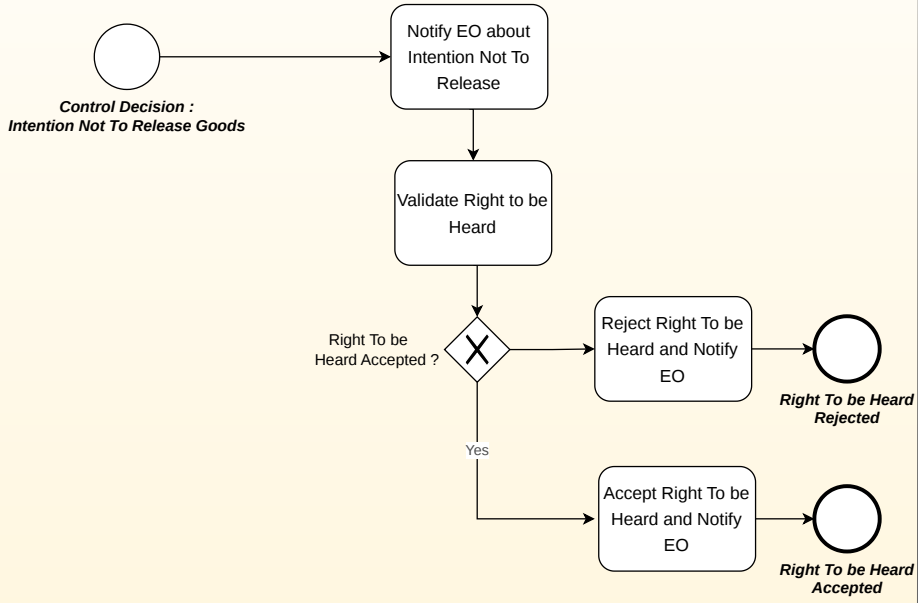 Notify EO about
Intention Not To
Release
Control Decision :
Intention Not To Release Goods
Validate Right to be
Heard
Right To be
Heard Accepted ?
Reject Right To be
Heard and Notify
EO
Right To be Heard
Rejected
Yes
Accept Right To be
Heard and Notify
EO
Right To be Heard
Accepted